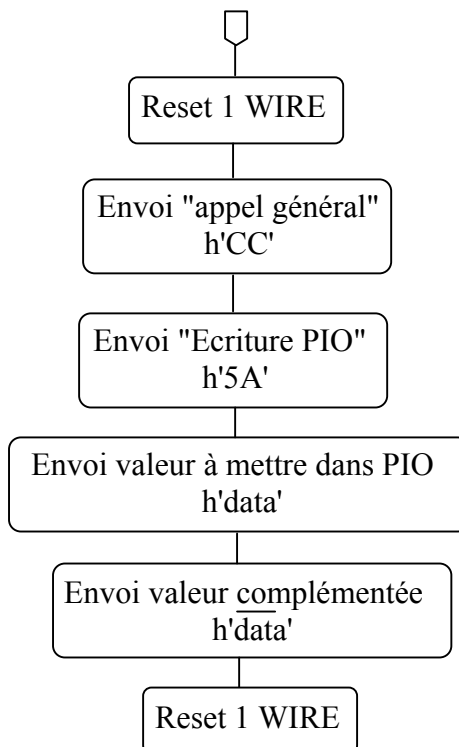 Reset 1 WIRE
Envoi "appel général"
h'CC'
Envoi "Ecriture PIO"
h'5A'
Envoi valeur à mettre dans PIO
h'data'
Envoi valeur complémentée
h'd̅a̅t̅a̅'
Reset 1 WIRE